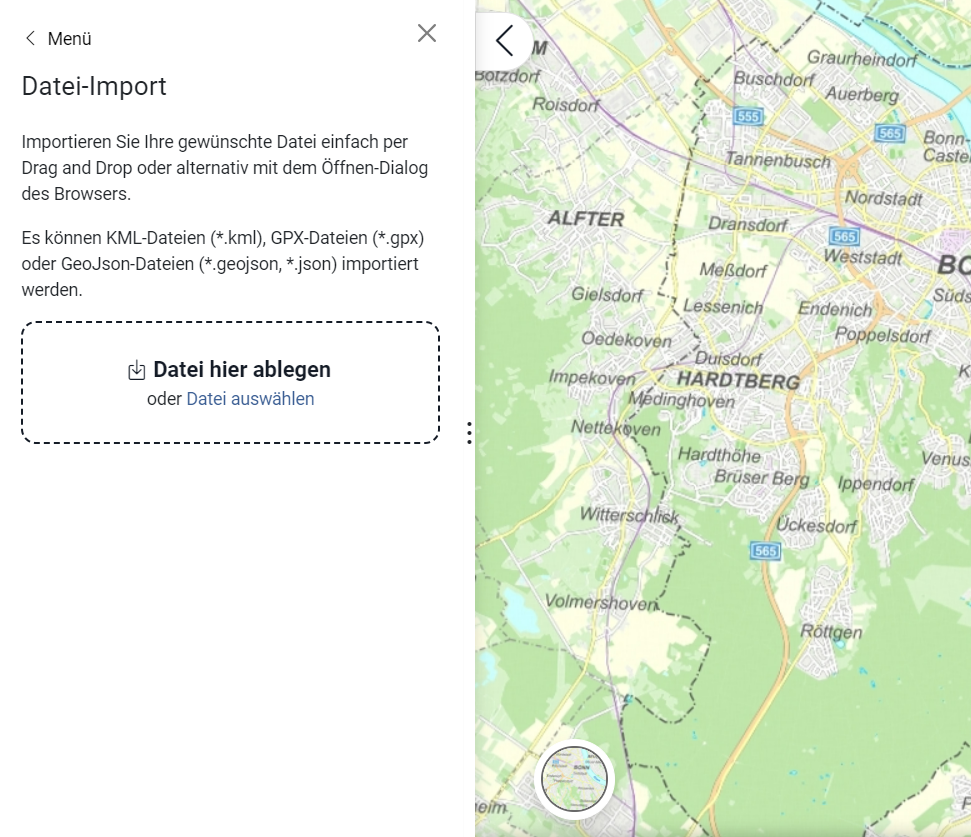 Menü
Datei-Import
Importieren Sie Ihre gewünschte Datei einfach per
Drag and Drop oder alternativ mit dem Öffnen-Dialog
des Browsers.
Es können KML-Dateien (*.kml), GPX-Dateien (*.gpx)
oder GeoJson-Dateien (*.geojson, *.json) importiert
werden.
Datei hier ablegen
oder Datei auswählen
M
Botzdorf
Roisdorf
Graurheindorf
Buschdorf
Auerberg
555
565
Bonn-
Caste
Tannenbusch
Nordstadt
ALFTER
Dransdorf
565
Weststadt
BO
Meßdorf
Gielsdorf
Lessenich
Endenich
Süds
Poppelsdorf
Oedekoven
Duisdorf
Impekoven
HARDTBERG
K
Medinghoven
Nettekoven
Hardthöhe
Venus
Brüser Berg
Ippendorf
Witterschlick
Ückesdorf
565
Volmershoven
Röttgen
BONN
eim
F